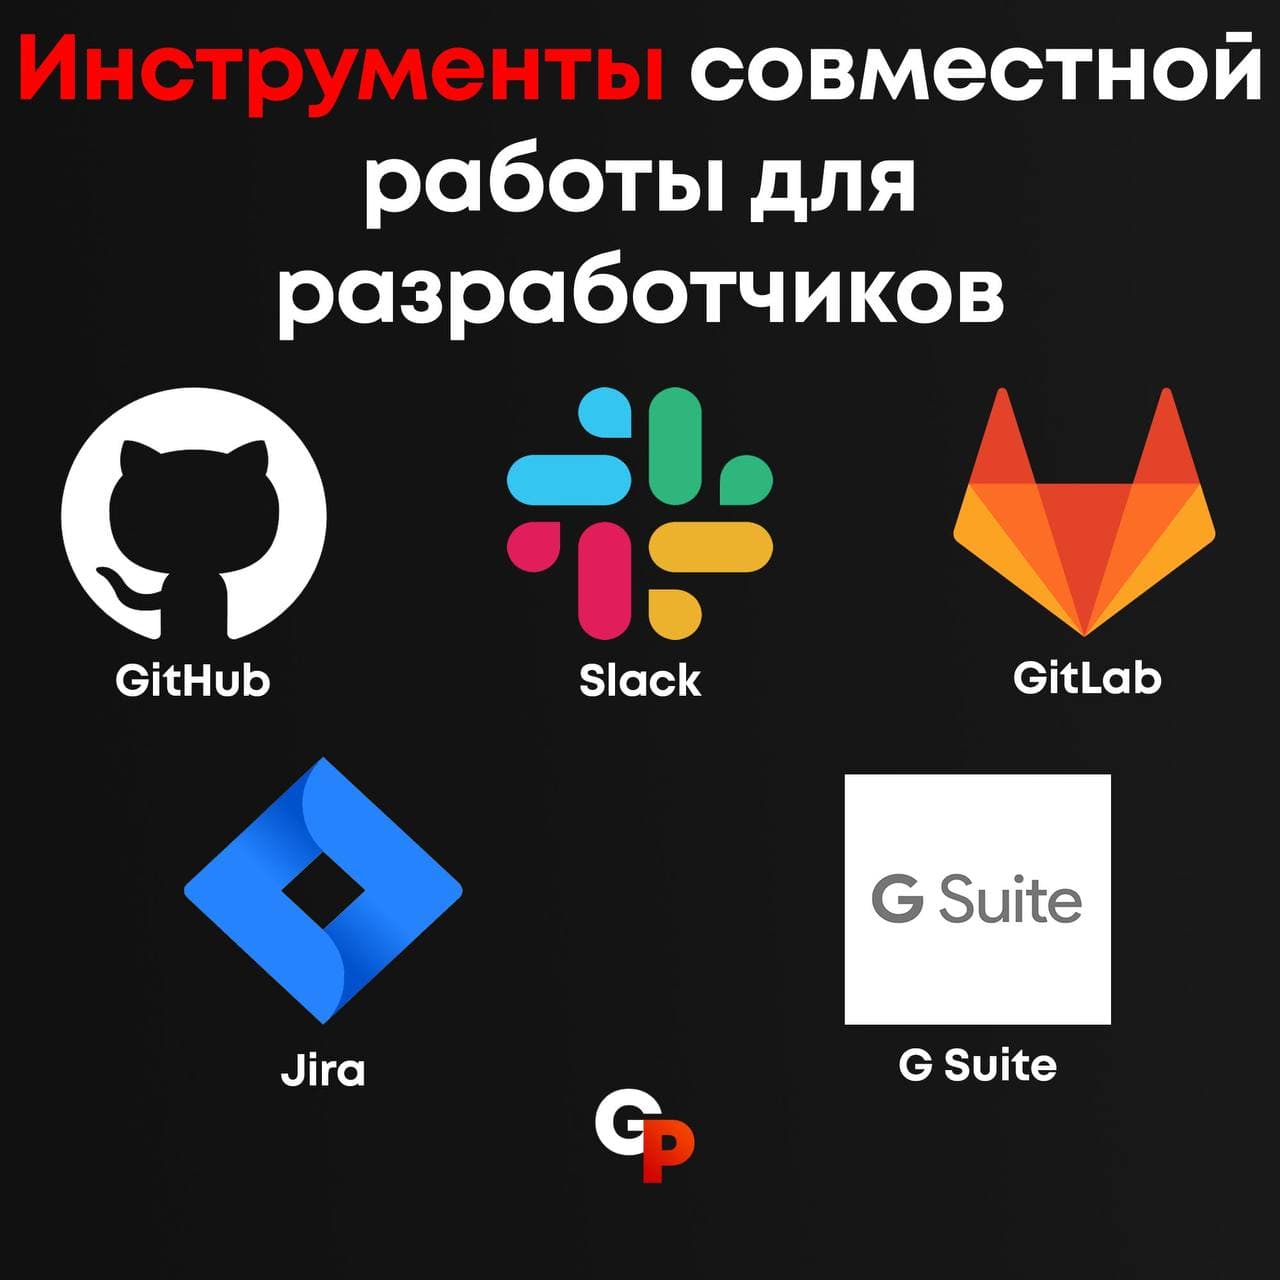 Инструменты совместной
работы для
разработчиков
GitHub
Slack
GitLab
G Suite
Jira
G Suite
GP